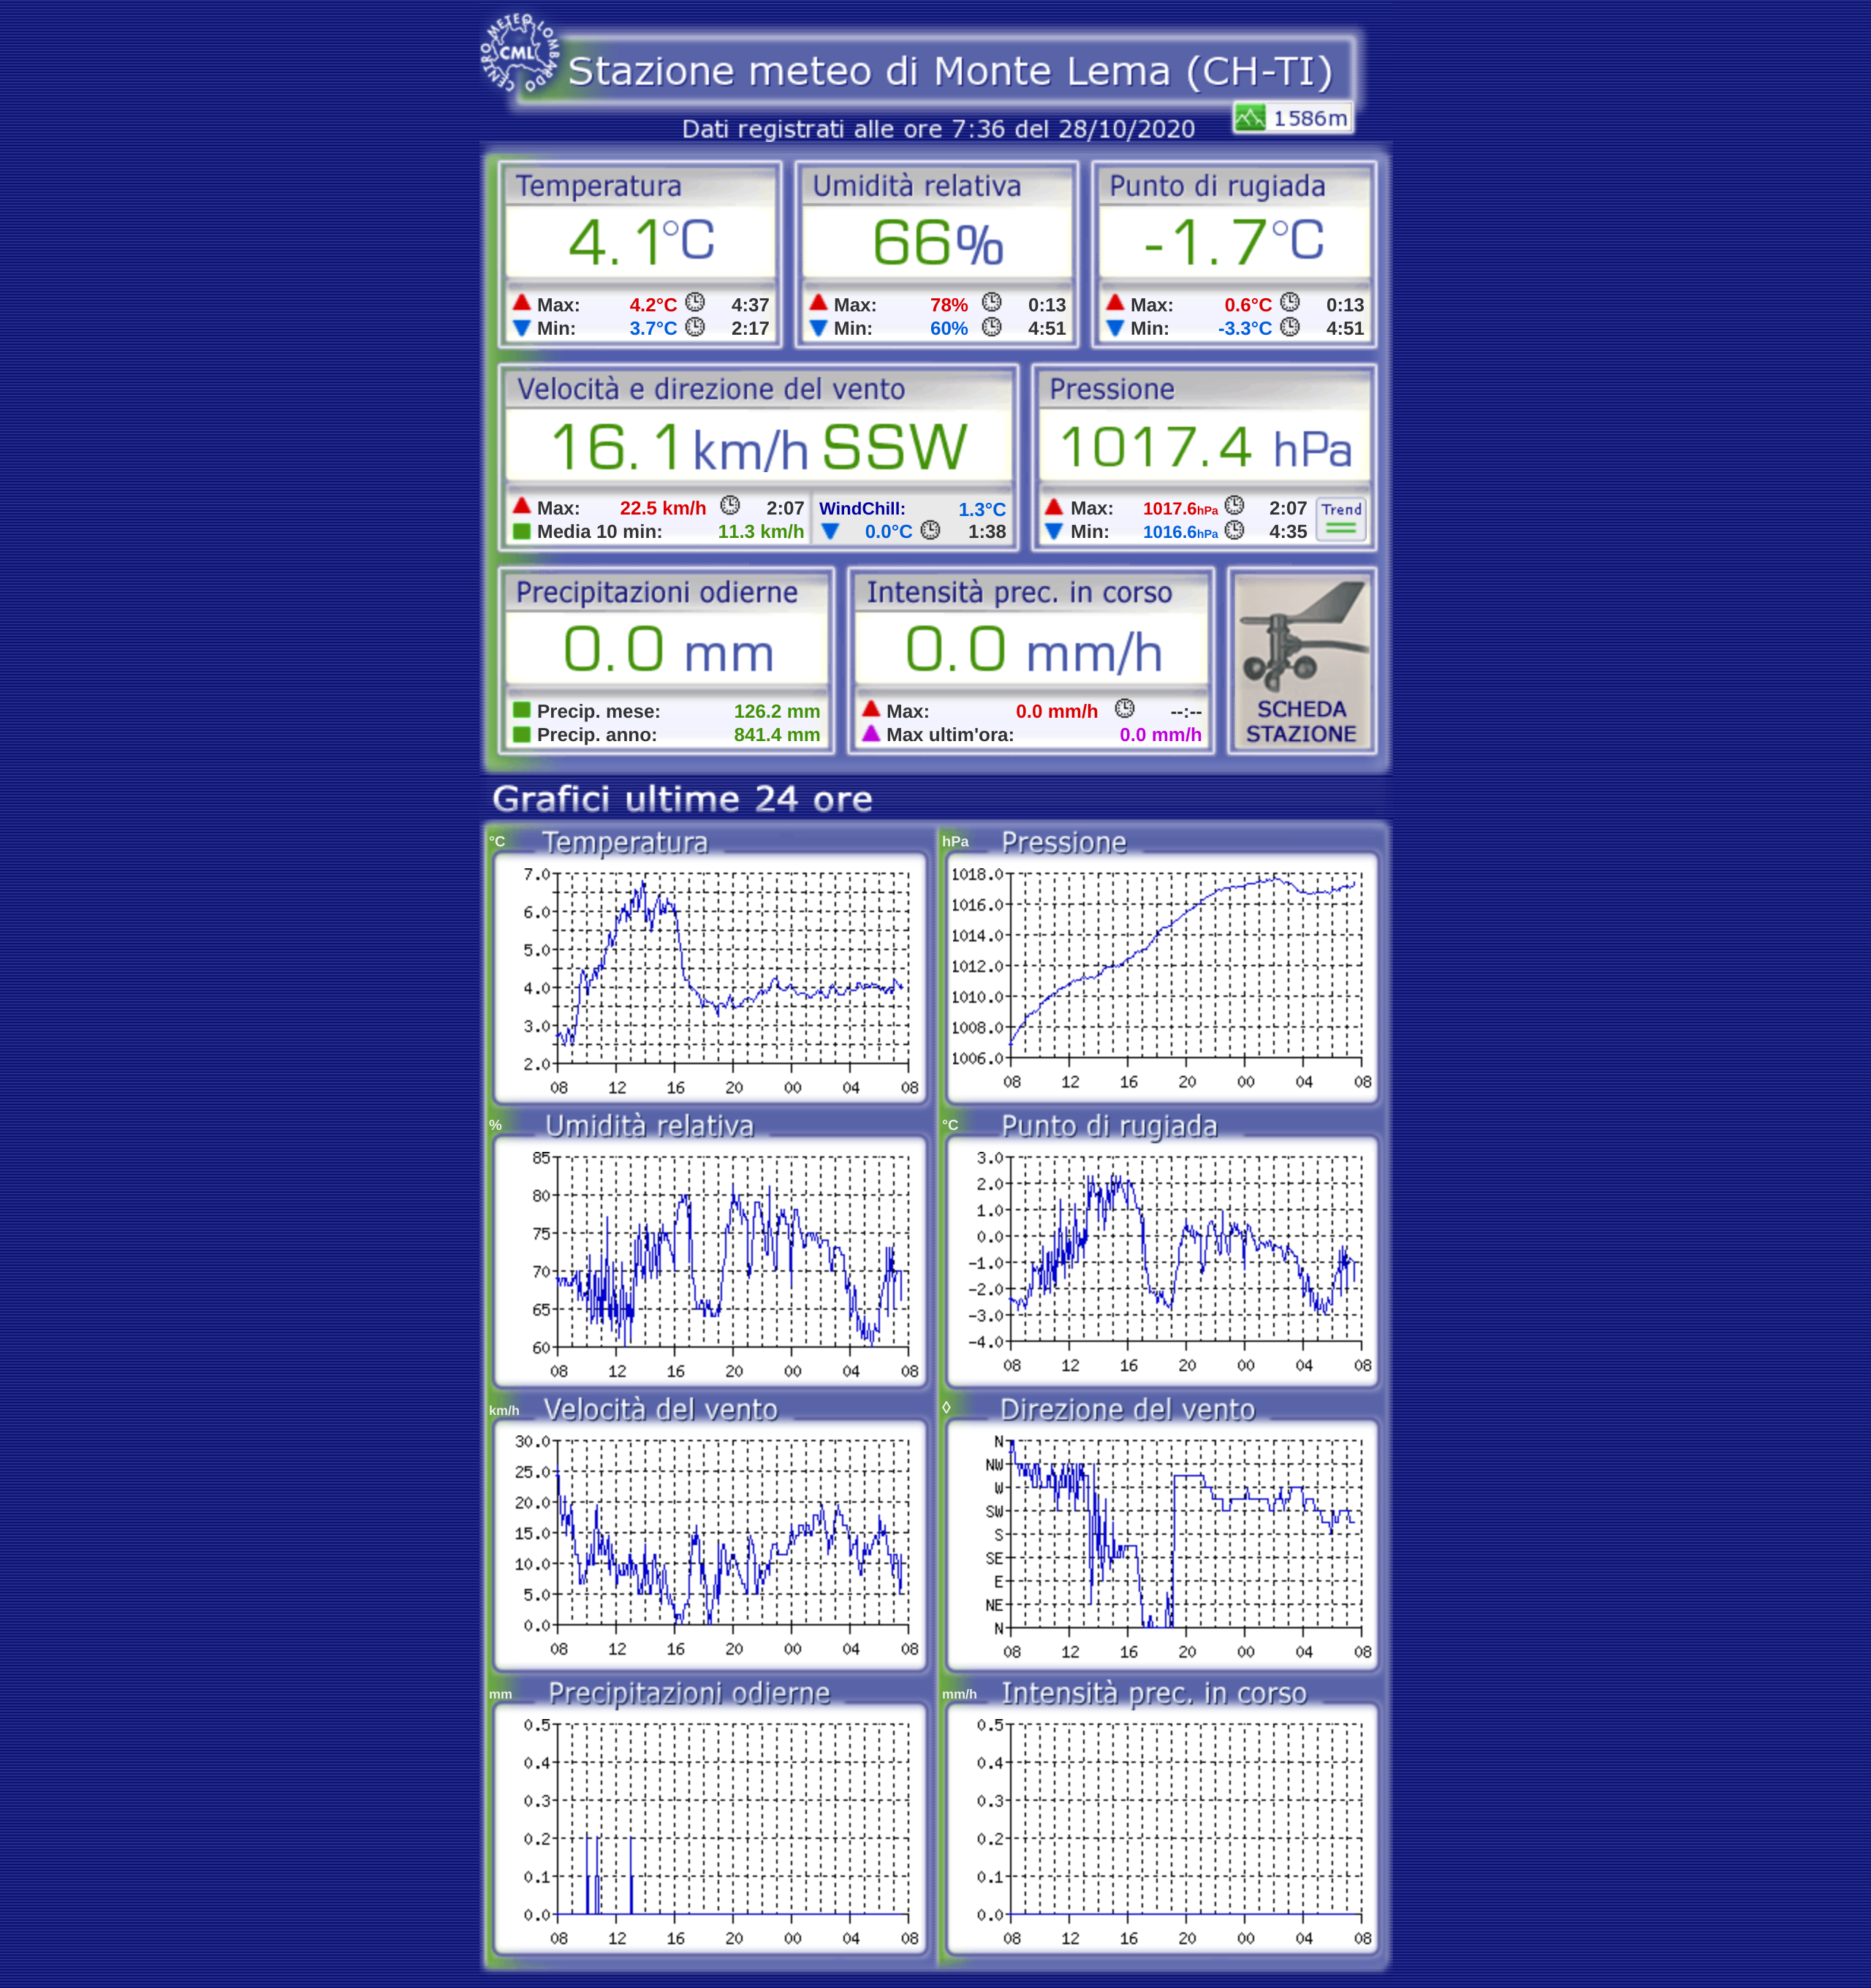 CENTRO METEO LOMBARDO
CML
Stazione meteo di Monte Lema (CH-TI)
1586m
Dati registrati alle ore 7:36 del 28/10/2020
Temperatura
4.1°C
Max: 4.2°C 4:37
Min: 3.7°C 2:17
Umidità relativa
66%
Max: 78% 0:13
Min: 60% 4:51
Punto di rugiada
-1.7°C
Max: 0.6°C 0:13
Min: -3.3°C 4:51
Velocità e direzione del vento
16.1 km/h SSW
Max: 22.5 km/h 2:07
Media 10 min: 11.3 km/h
WindChill: 1.3°C
0.0°C 1:38
Pressione
1017.4 hPa
Max: 1017.6hPa 2:07
Min: 1016.6hPa 4:35
Trend
Precipitazioni odierne
0.0 mm
Precip. mese: 126.2 mm
Precip. anno: 841.4 mm
Intensità prec. in corso
0.0 mm/h
Max: 0.0 mm/h --:--
Max ultim'ora: 0.0 mm/h
SCHEDA
STAZIONE
Grafici ultime 24 ore
°C Temperatura
7.0
6.0
5.0
4.0
3.0
2.0
08 12 16 20 00 04 08
hPa Pressione
1018.0
1016.0
1014.0
1012.0
1010.0
1008.0
1006.0
08 12 16 20 00 04 08
% Umidità relativa
85
80
75
70
65
60
08 12 16 20 00 04 08
°C Punto di rugiada
3.0
2.0
1.0
0.0
-1.0
-2.0
-3.0
-4.0
08 12 16 20 00 04 08
km/h Velocità del vento
30.0
25.0
20.0
15.0
10.0
5.0
0.0
08 12 16 20 00 04 08
◊ Direzione del vento
N
NW
W
SW
S
SE
E
NE
N
08 12 16 20 00 04 08
mm Precipitazioni odierne
0.5
0.4
0.3
0.2
0.1
0.0
08 12 16 20 00 04 08
mm/h Intensità prec. in corso
0.5
0.4
0.3
0.2
0.1
0.0
08 12 16 20 00 04 08